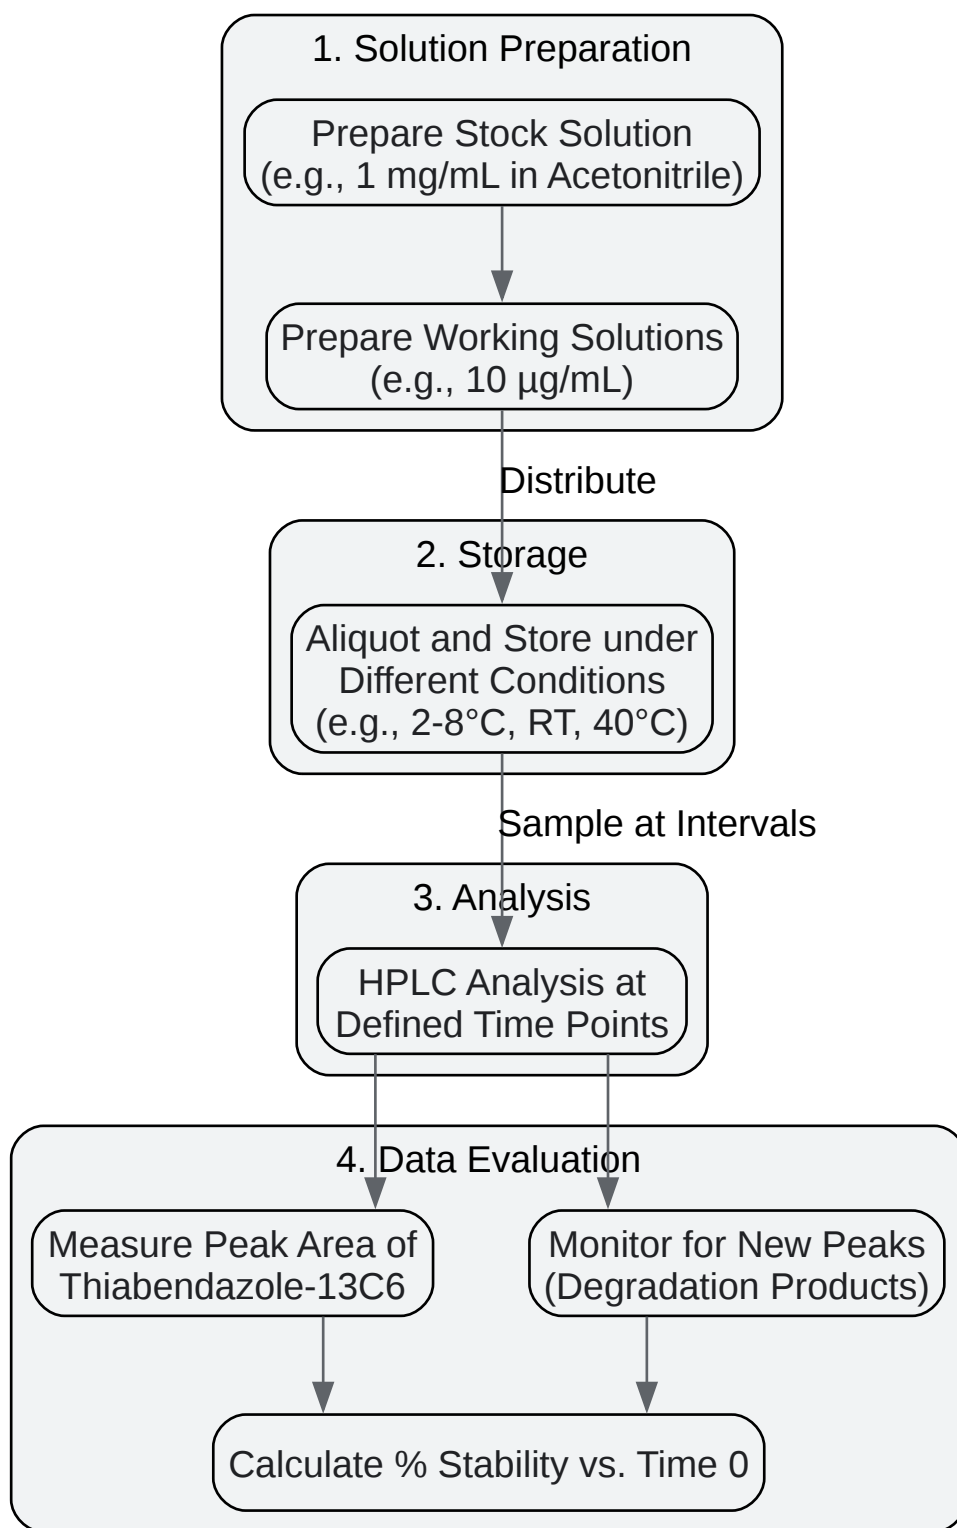 1. Solution Preparation
Prepare Stock Solution
(e.g., 1 mg/mL in Acetonitrile)
Prepare Working Solutions
(e.g., 10 µg/mL)
Distribute
2. Storage
Aliquot and Store under
Different Conditions
(e.g., 2-8°C, RT, 40°C)
Sample at Intervals
3. Analysis
HPLC Analysis at
Defined Time Points
4. Data Evaluation
Measure Peak Area of
Thiabendazole-13C6
Monitor for New Peaks
(Degradation Products)
Calculate % Stability vs. Time 0